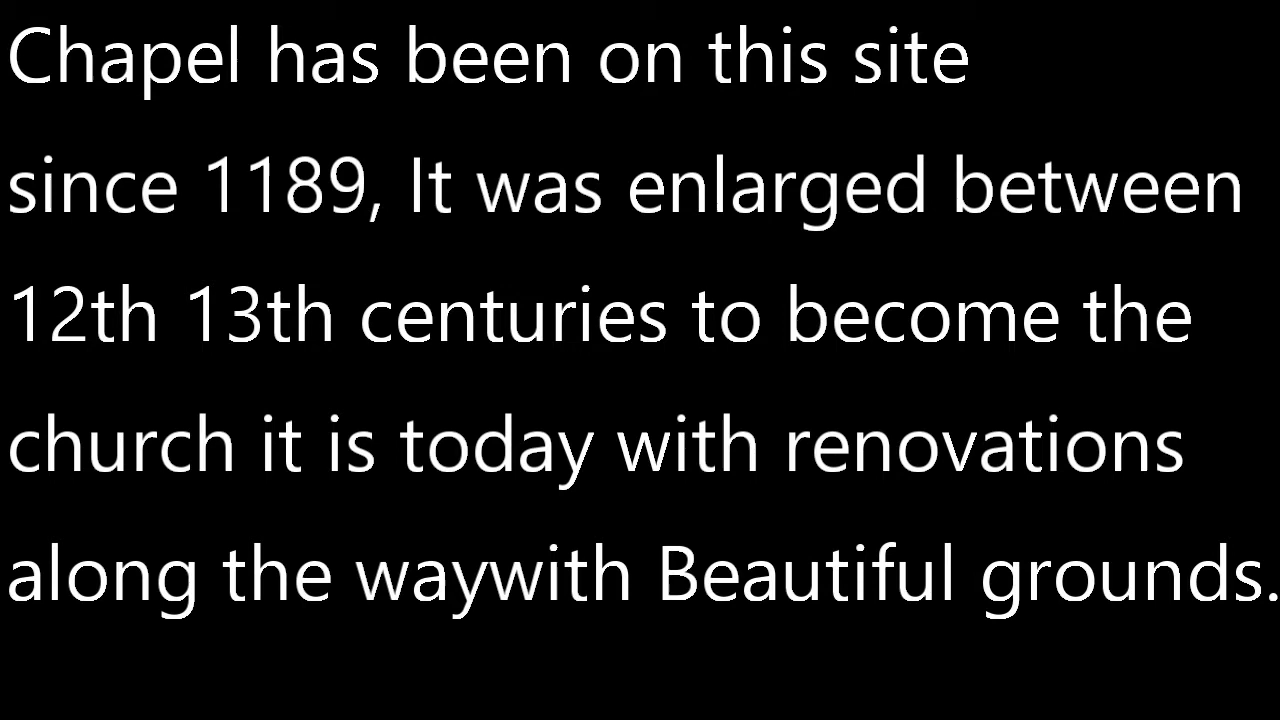 Chapel has been on this site
since 1189, It was enlarged between
12th 13th centuries to become the
church it is today with renovations
along the waywith Beautiful grounds.